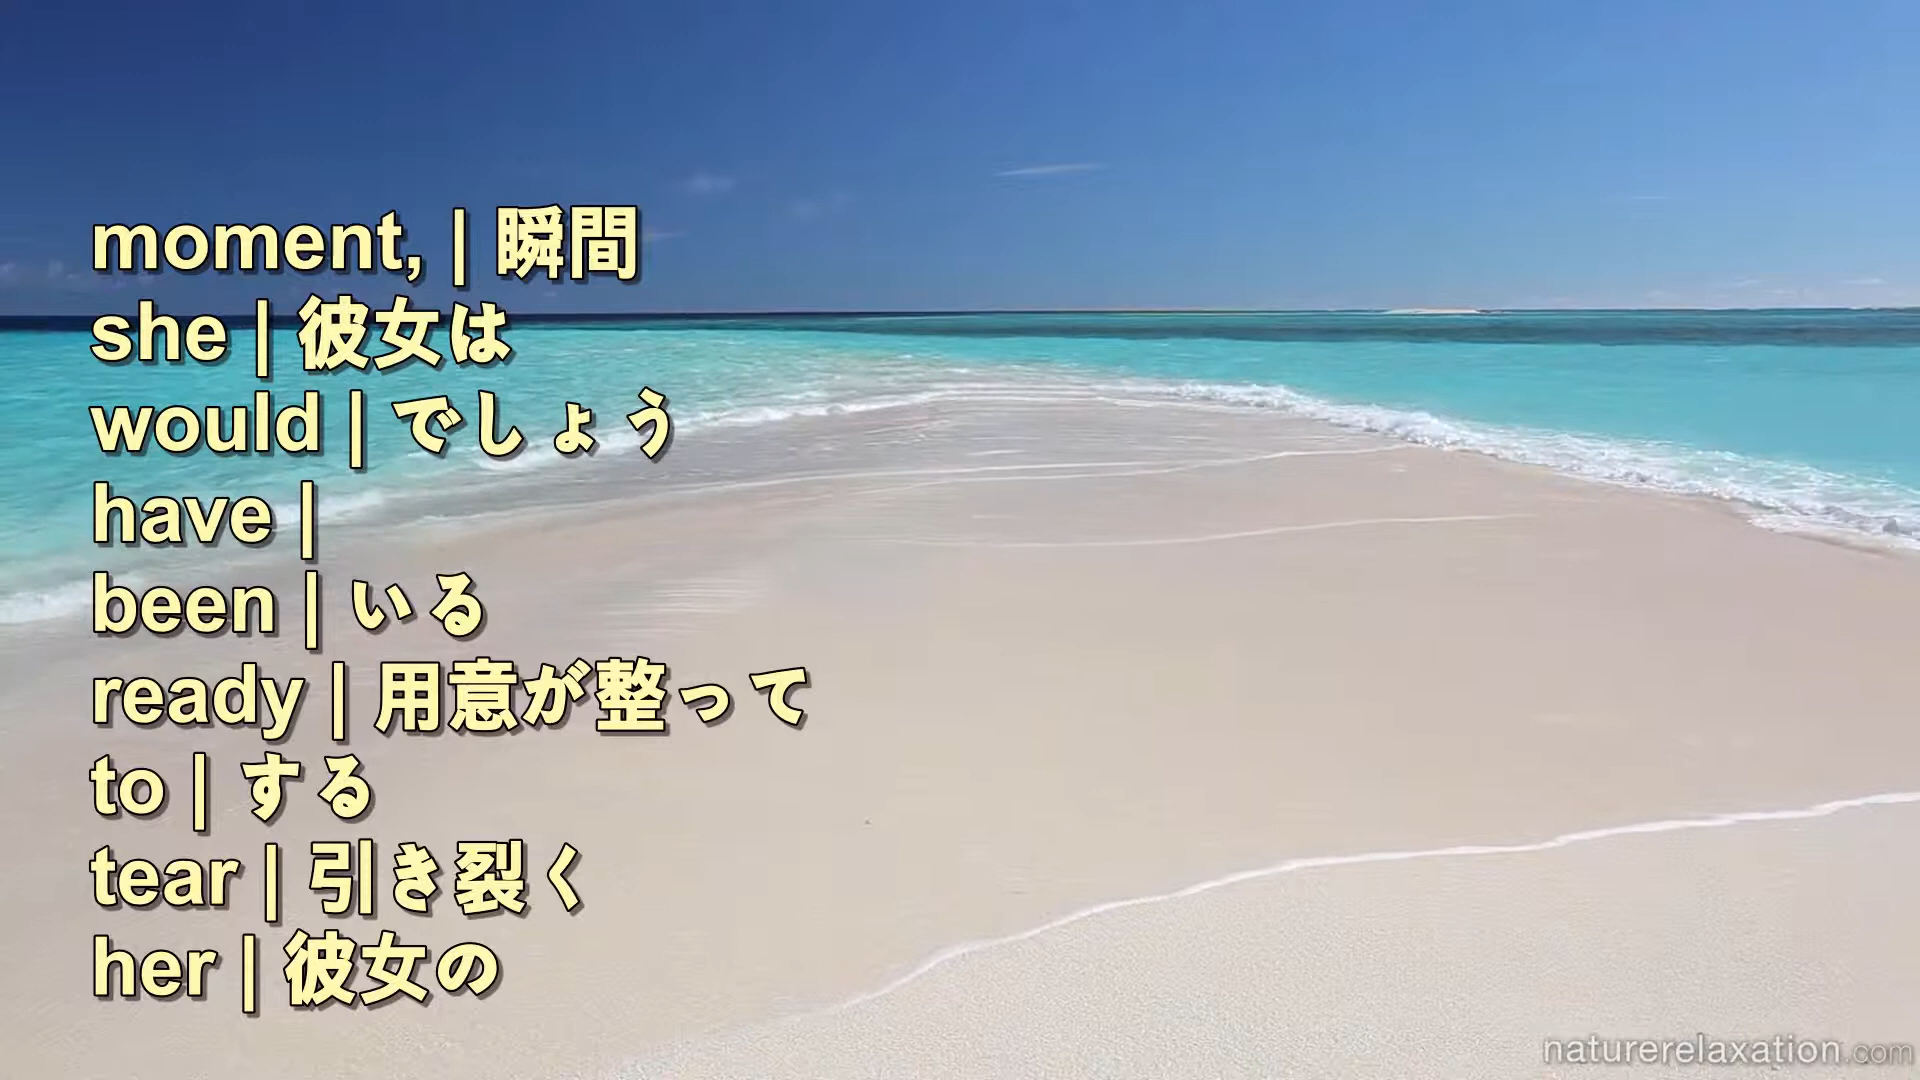 moment, | 瞬間
she | 彼女は
would | でしょう
have |
been | いる
ready | 用意が整って
to | する
tear | 引き裂く
her | 彼女の
naturerelaxation.com